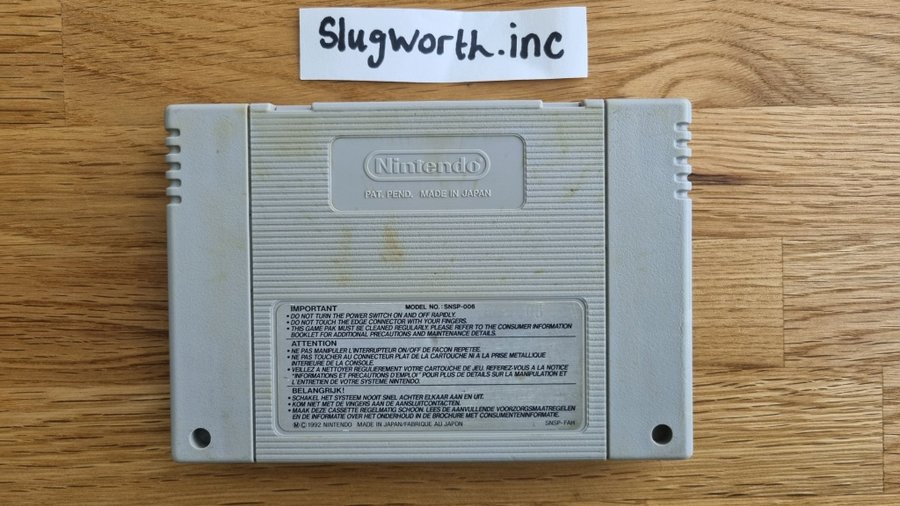 Slugworth.inc
Nintendo
PAT. PEND. MADE IN JAPAN
IMPORTANT MODEL NO. : SNSP-006
• DO NOT TURN THE POWER SWITCH ON AND OFF RAPIDLY.
• DO NOT TOUCH THE EDGE CONNECTOR WITH YOUR FINGERS.
• THIS GAME PAK MUST BE CLEANED REGULARLY. PLEASE REFER TO THE CONSUMER INFORMATION
BOOKLET FOR ADDITIONAL PRECAUTIONS AND MAINTENANCE DETAILS.
ATTENTION
• NE PAS MANIPULER L'INTERRUPTEUR ON/OFF DE FACON REPETEE.
• NE PAS TOUCHER AU CONNECTEUR PLAT DE LA CARTOUCHE NI A LA PRISE METALLIQUE
INTERIEURE DE LA CONSOLE.
• VEILLEZ A NETTOYER REGULIEREMENT VOTRE CARTOUCHE DE JEU. REFEREZ-VOUS A LA NOTICE
"INFORMATIONS ET PRECAUTIONS D'EMPLOI" POUR PLUS DE DETAILS SUR LA MANIPULATION ET
L'ENTRETIEN DE VOTRE SYSTEME NINTENDO.
BELANGRIJK!
• SCHAKEL HET SYSTEEM NOOIT SNEL ACHTER ELKAAR AAN EN UIT.
• KOM NIET MET DE VINGERS AAN DE AANSLUITCONTACTEN.
• MAAK DEZE CASSETTE REGELMATIG SCHOON. LEES DE AANVULLENDE VOORZORGSMAATREGELEN
EN DE INFORMATIE OVER HET ONDERHOUD IN DE BROCHURE MET CONSUMENTENINFORMATIE.
Ⓜ © 1992 NINTENDO MADE IN JAPAN/FABRIQUE AU JAPON SNSP-FAH